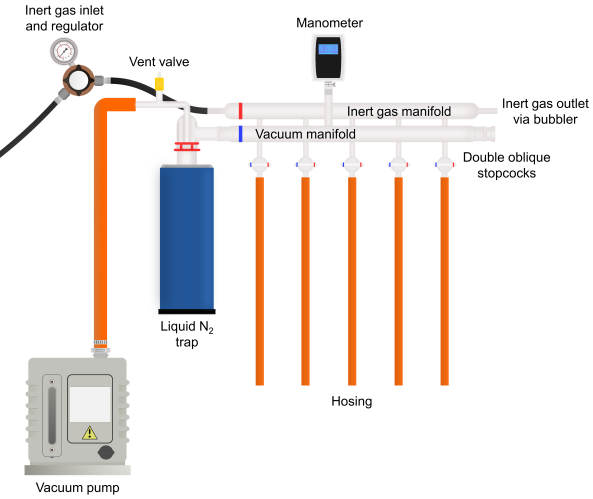 Inert gas inlet
and regulator
Manometer
Vent valve
Inert gas manifold
Inert gas outlet
via bubbler
Vacuum manifold
Double oblique
stopcocks
Liquid N₂
trap
Hosing
Vacuum pump